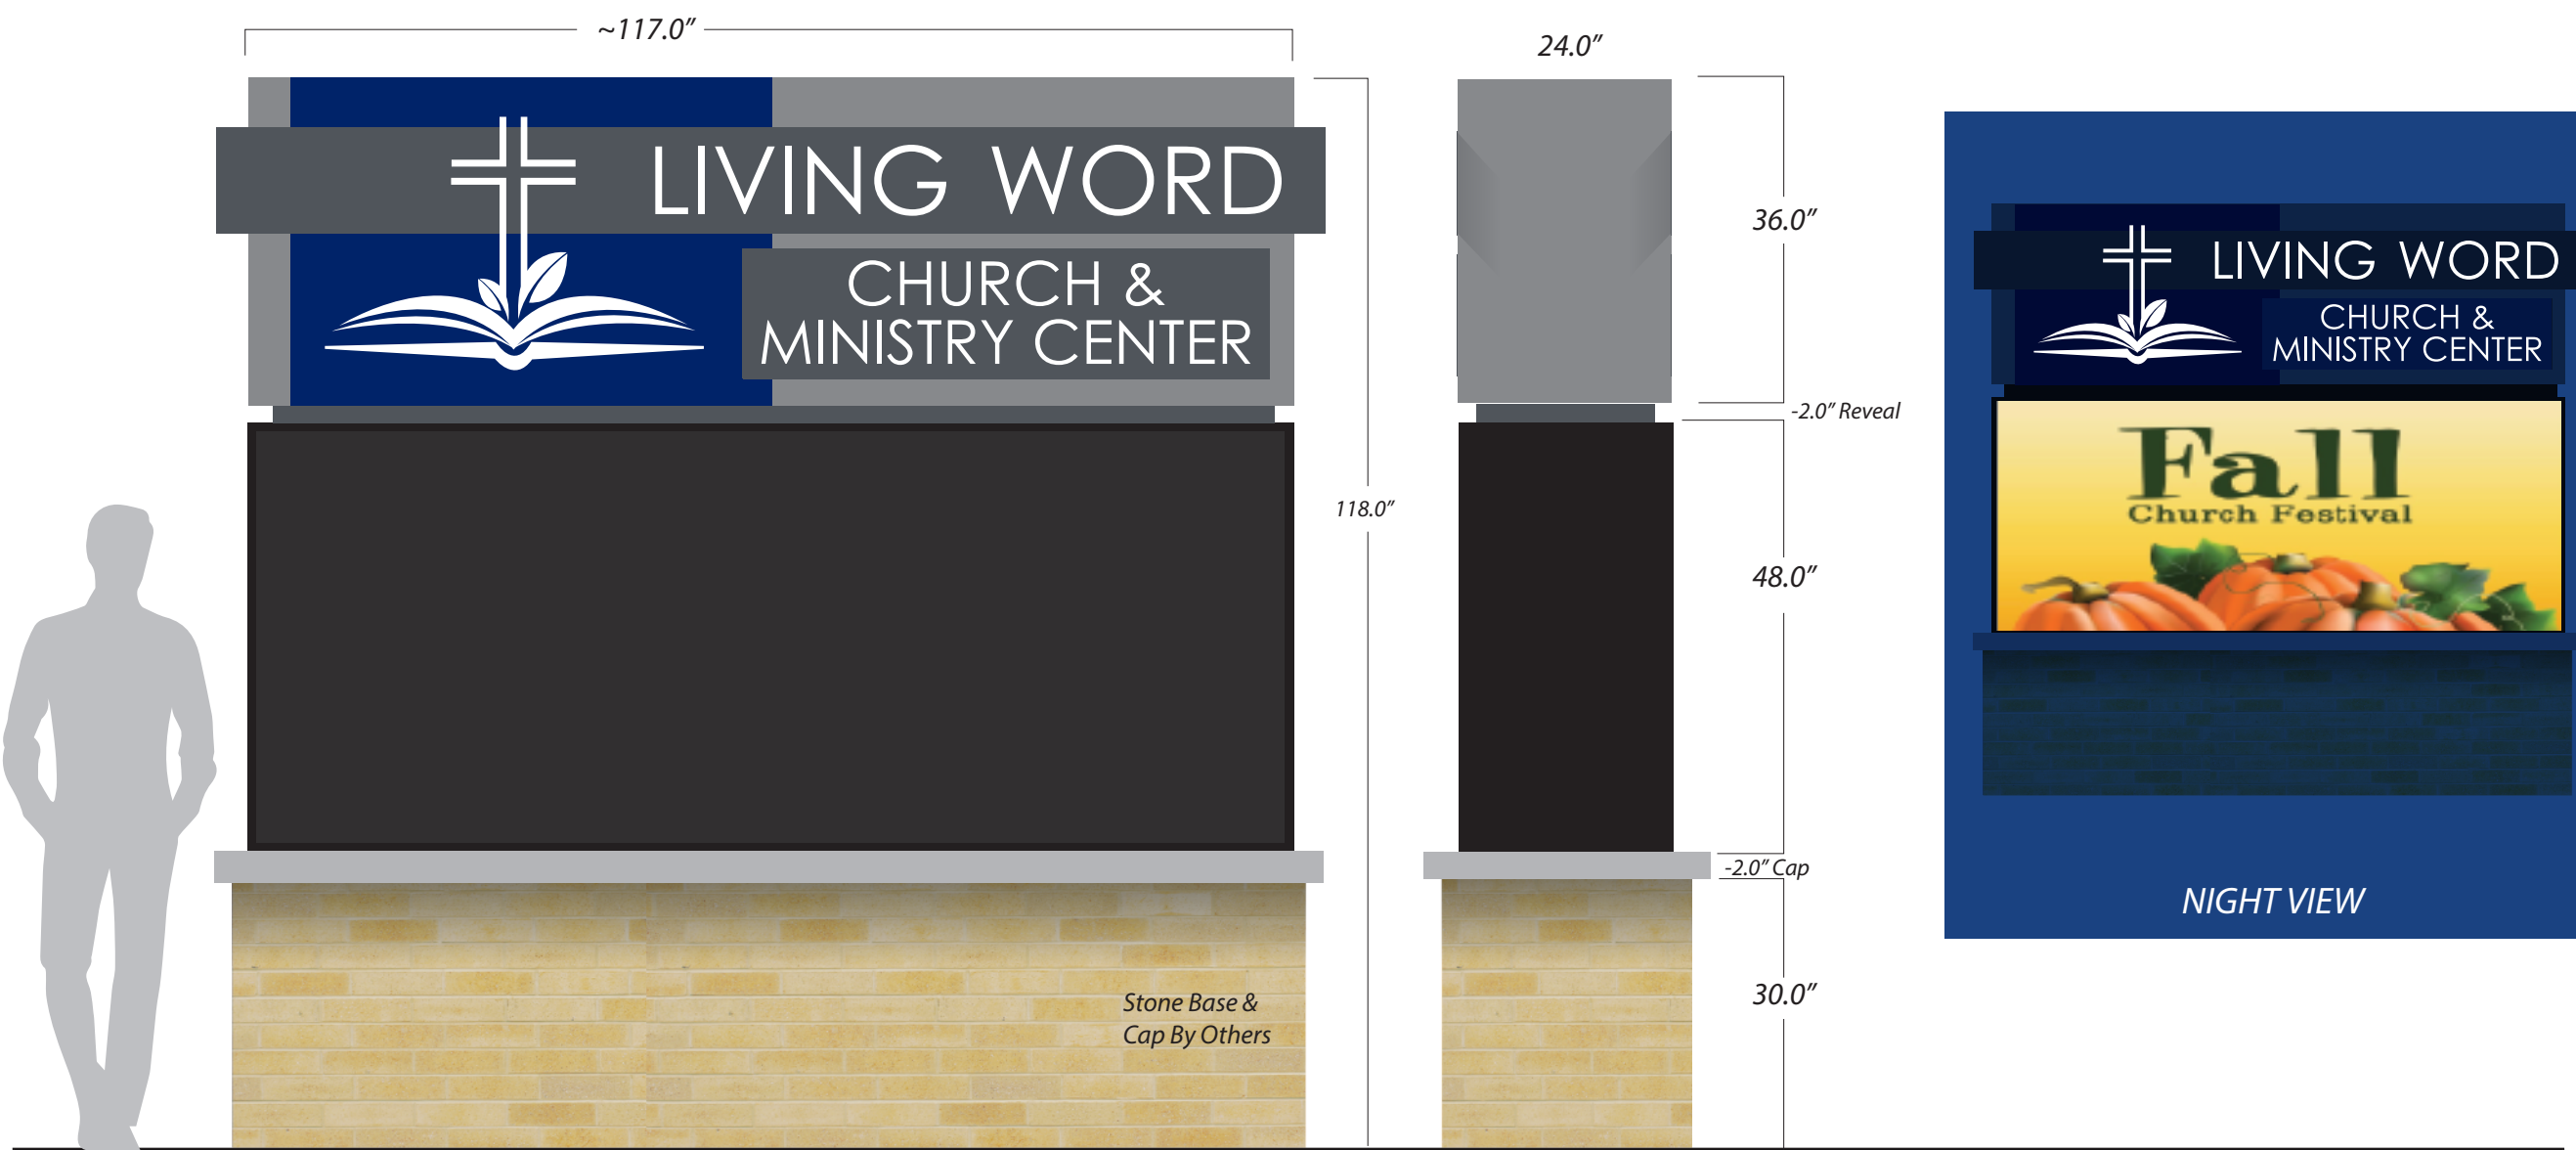 ~117.0”
24.0”
LIVING WORD
CHURCH &
MINISTRY CENTER
118.0”
36.0”
-2.0” Reveal
48.0”
-2.0” Cap
30.0”
Stone Base &
Cap By Others
LIVING WORD
CHURCH &
MINISTRY CENTER
Fall
Church Festival
NIGHT VIEW